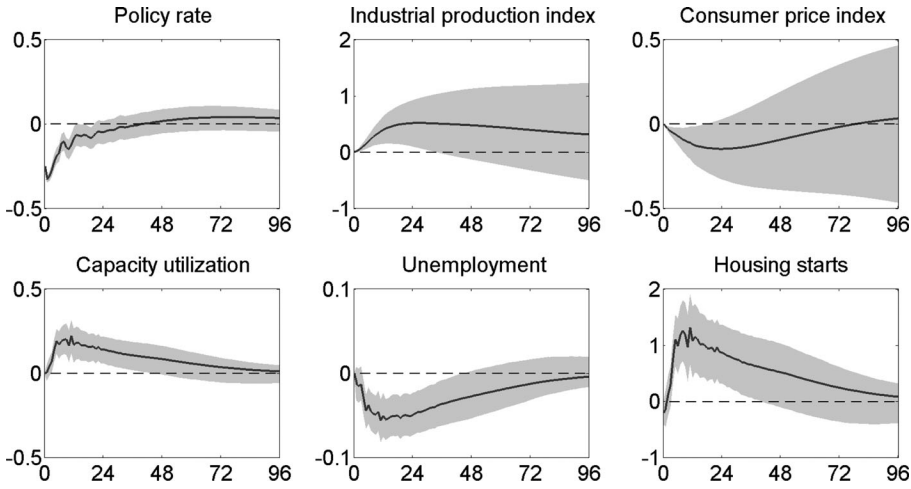 Policy rate Industrial production index Consumer price index
0.5 2 0.5
1
0 0 0
-0.5 -1 -0.5
0 24 48 72 96 0 24 48 72 96 0 24 48 72 96
Capacity utilization Unemployment Housing starts
0.5 0.1 2
1
0 0 0
-0.5 -0.1 -1
0 24 48 72 96 0 24 48 72 96 0 24 48 72 96